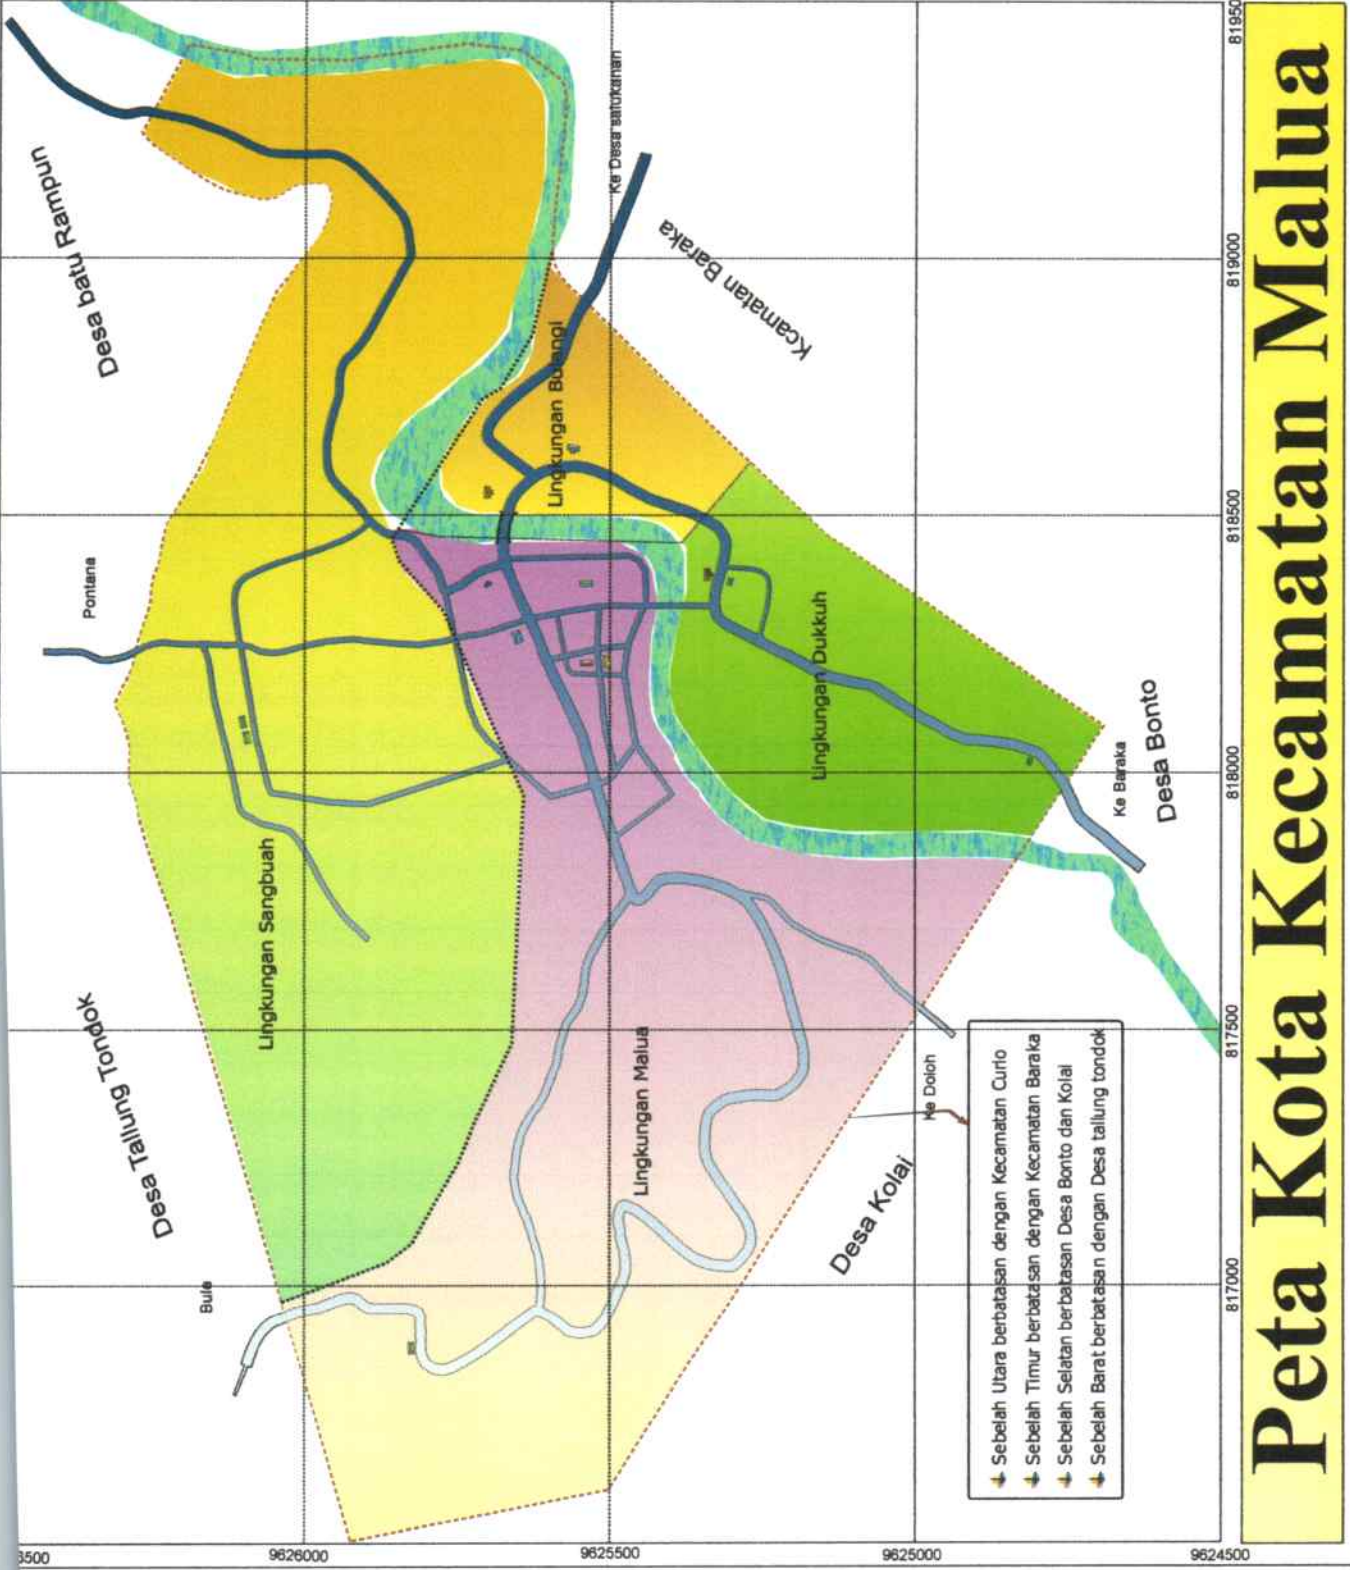 Desa batu Rampun
Desa Tallung Tondok
Pontana
Bule
Lingkungan Sangbuah
9626000
Lingkungan
Ke Desa salukanan
Lingkungan Malua
9625500
Kcamatan Baraka
Lingkungan Dukkuh
Desa Kolai
Ke Doloh
9625000
Sebelah Utara berbatasan dengan Kecamatan Curio
Sebelah Timur berbatasan dengan Kecamatan Baraka
Sebelah Selatan berbatasan Desa Bonto dan Kolai
Sebelah Barat berbatasan dengan Desa tallung tondok
Ke Baraka
Desa Bonto
9624500
817000
817500
818000
818500
819000
Peta Kota Kecamatan Malua